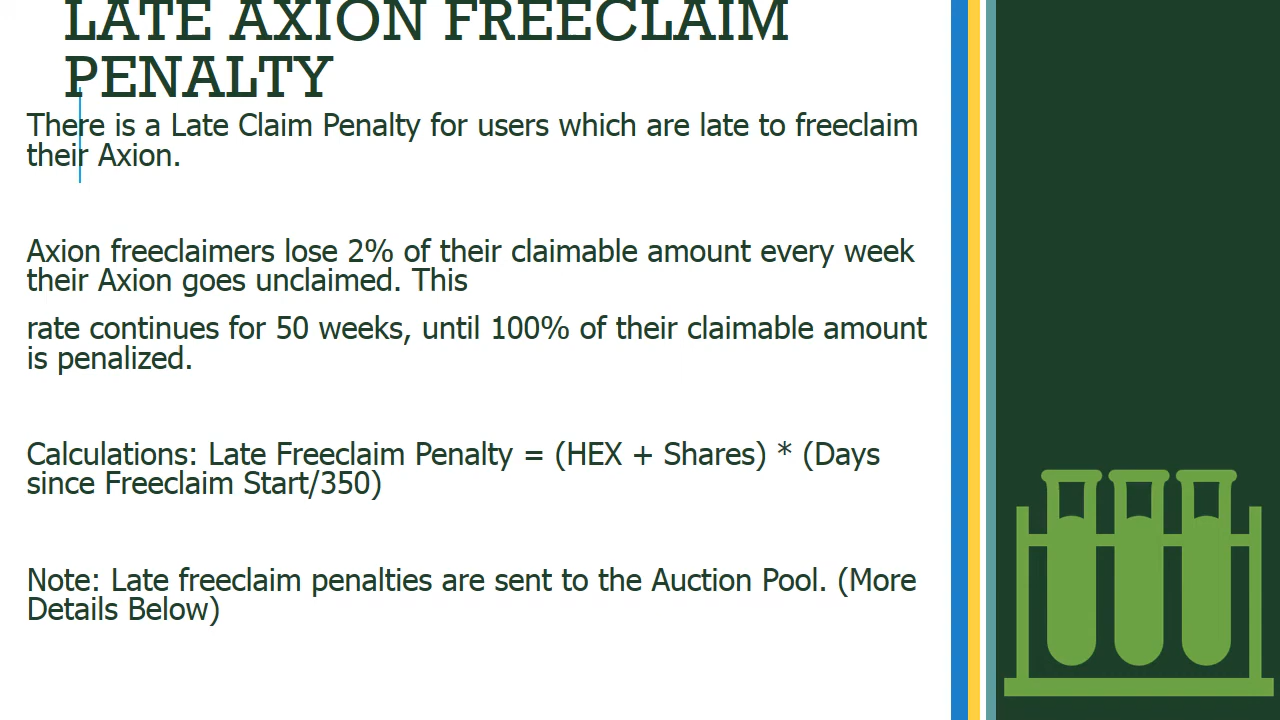 LATE AXION FREECLAIM
PENALTY
There is a Late Claim Penalty for users which are late to freeclaim
their Axion.
Axion freeclaimers lose 2% of their claimable amount every week
their Axion goes unclaimed. This
rate continues for 50 weeks, until 100% of their claimable amount
is penalized.
Calculations: Late Freeclaim Penalty = (HEX + Shares) * (Days
since Freeclaim Start/350)
Note: Late freeclaim penalties are sent to the Auction Pool. (More
Details Below)